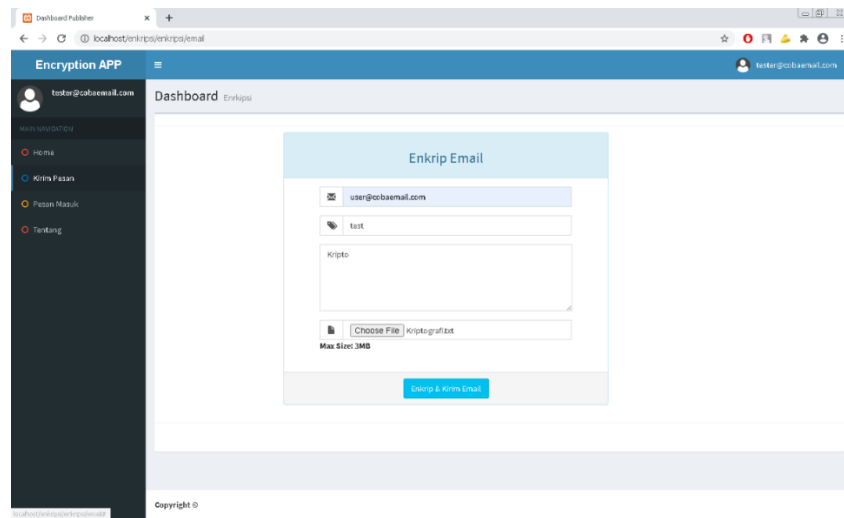 Dashboard Publisher
localhost/enkripsi/enkripsi/email
Encryption APP
tester@cobaemail.com
tester@cobaemail.com
Dashboard Enrkipsi
MAIN NAVIGATION
Home
Kirim Pesan
Pesan Masuk
Tentang
Enkrip Email
user@cobaemail.com
test
Kripto
Choose File Kriptografi.txt
Max Size: 3MB
Enkrip & Kirim Email
Copyright ©
localhost/enkripsi/enkripsi/email#